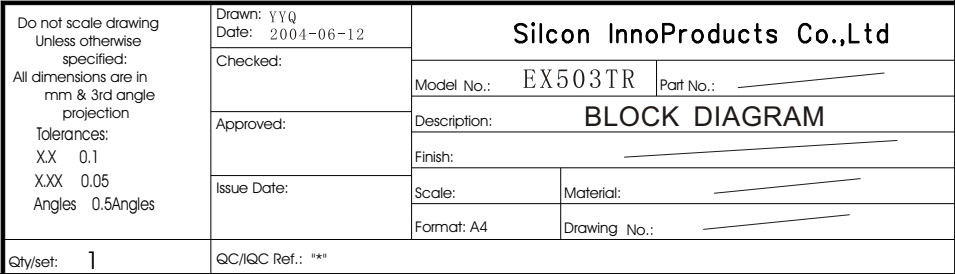 Do not scale drawing
Unless otherwise
specified:
All dimensions are in
mm & 3rd angle
projection
Tolerances:
X.X 0.1
X.XX 0.05
Angles 0.5Angles
Qty/set: 1
Drawn: YYQ
Date: 2004-06-12
Checked:
Approved:
Issue Date:
QC/IQC Ref.: "*"
Silcon InnoProducts Co.,Ltd
Model No.: EX503TR Part No.:
Description: BLOCK DIAGRAM
Finish:
Scale: Material:
Format: A4 Drawing No.: